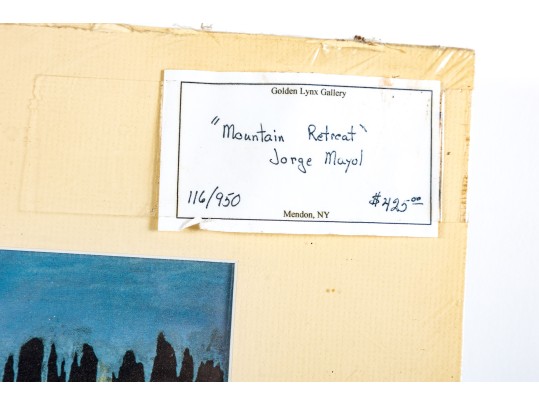 Golden Lynx Gallery
"Mountain Retreat"
Jorge Mayol
116/950
$425.00
Mendon, NY